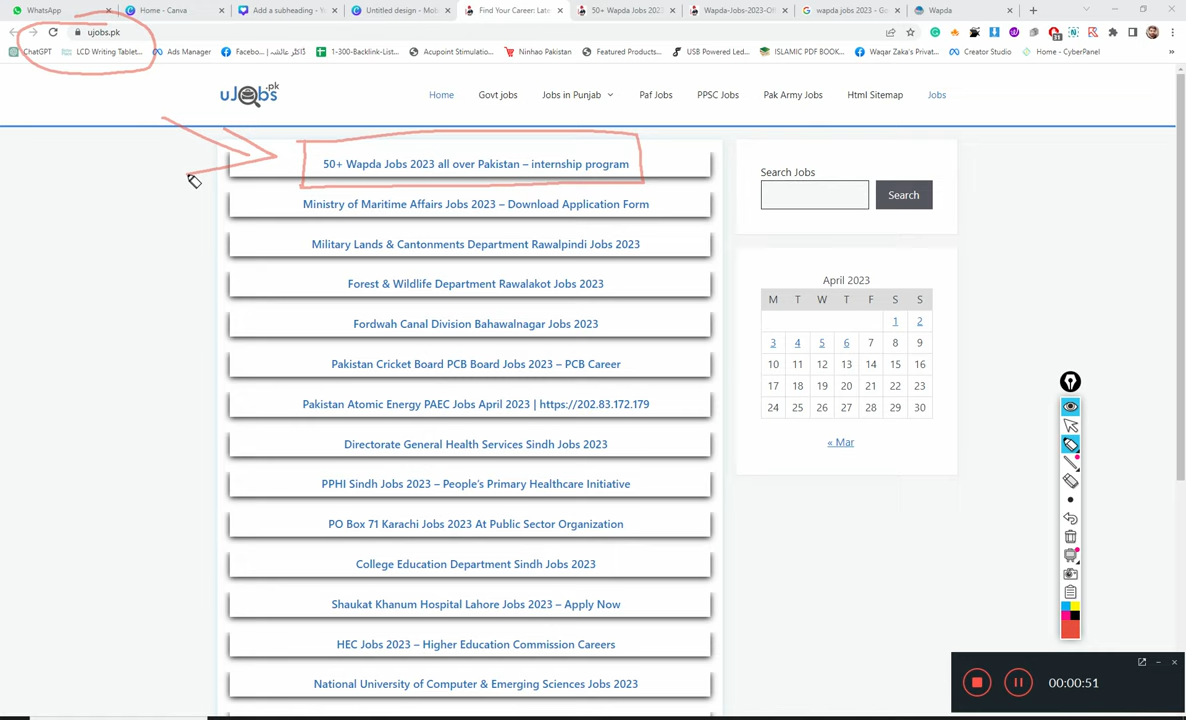 WhatsApp
Home - Canva
Add a subheading - 
Untitled design - Mot
Find Your Career: Late
50+ Wapda Jobs 202
Wapda-Jobs-2023-Of
wapda jobs 2023 - G
Wapda
ujobs.pk
ChatGPT
LCD Writing Tablet...
Ads Manager
Facebo...
1-300-Backlink-List...
Acupoint Stimulatio...
Ninhao Pakistan
Featured Products...
USB Powered Led...
ISLAMIC PDF BOOK...
Waqar Zaka's Privat...
Creator Studio
Home - CyberPanel
»
uJobs.pk
Home
Govt jobs
Jobs in Punjab
Paf Jobs
PPSC Jobs
Pak Army Jobs
Html Sitemap
Jobs
50+ Wapda Jobs 2023 all over Pakistan – internship program
Ministry of Maritime Affairs Jobs 2023 – Download Application Form
Military Lands & Cantonments Department Rawalpindi Jobs 2023
Forest & Wildlife Department Rawalakot Jobs 2023
Fordwah Canal Division Bahawalnagar Jobs 2023
Pakistan Cricket Board PCB Board Jobs 2023 – PCB Career
Pakistan Atomic Energy PAEC Jobs April 2023 | https://202.83.172.179
Directorate General Health Services Sindh Jobs 2023
PPHI Sindh Jobs 2023 – People's Primary Healthcare Initiative
PO Box 71 Karachi Jobs 2023 At Public Sector Organization
College Education Department Sindh Jobs 2023
Shaukat Khanum Hospital Lahore Jobs 2023 – Apply Now
HEC Jobs 2023 – Higher Education Commission Careers
National University of Computer & Emerging Sciences Jobs 2023
Search Jobs
Search
April 2023
M T W T F S S
1 2
3 4 5 6 7 8 9
10 11 12 13 14 15 16
17 18 19 20 21 22 23
24 25 26 27 28 29 30
« Mar
00:00:51